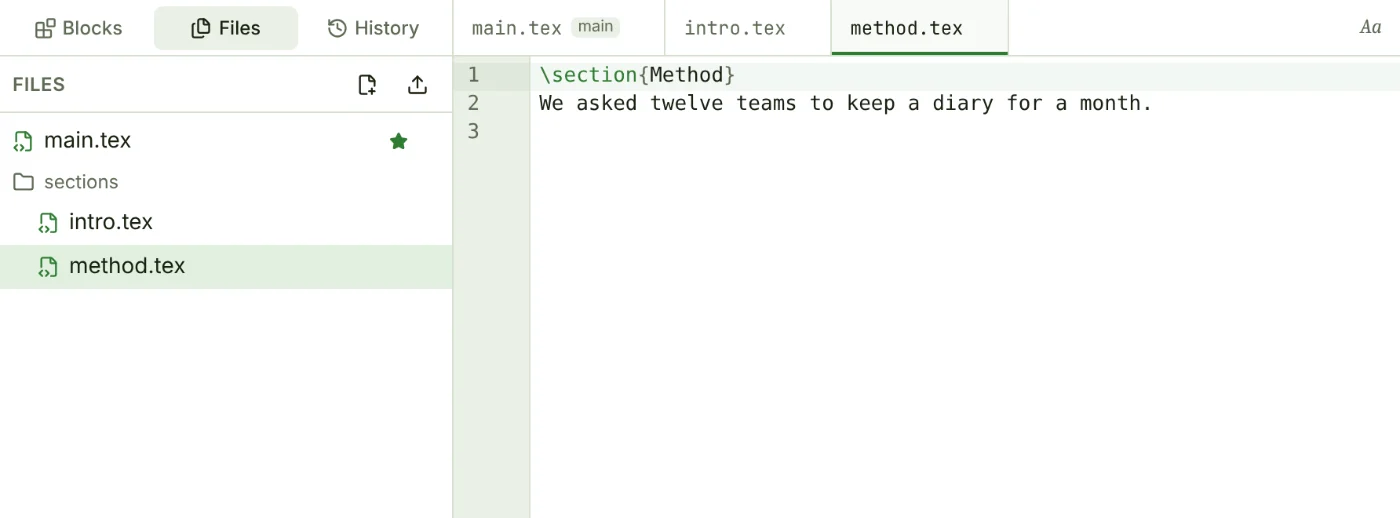 Blocks Files History
main.tex main intro.tex method.tex Aa
FILES
main.tex
sections
intro.tex
method.tex
1 \section{Method}
2 We asked twelve teams to keep a diary for a month.
3